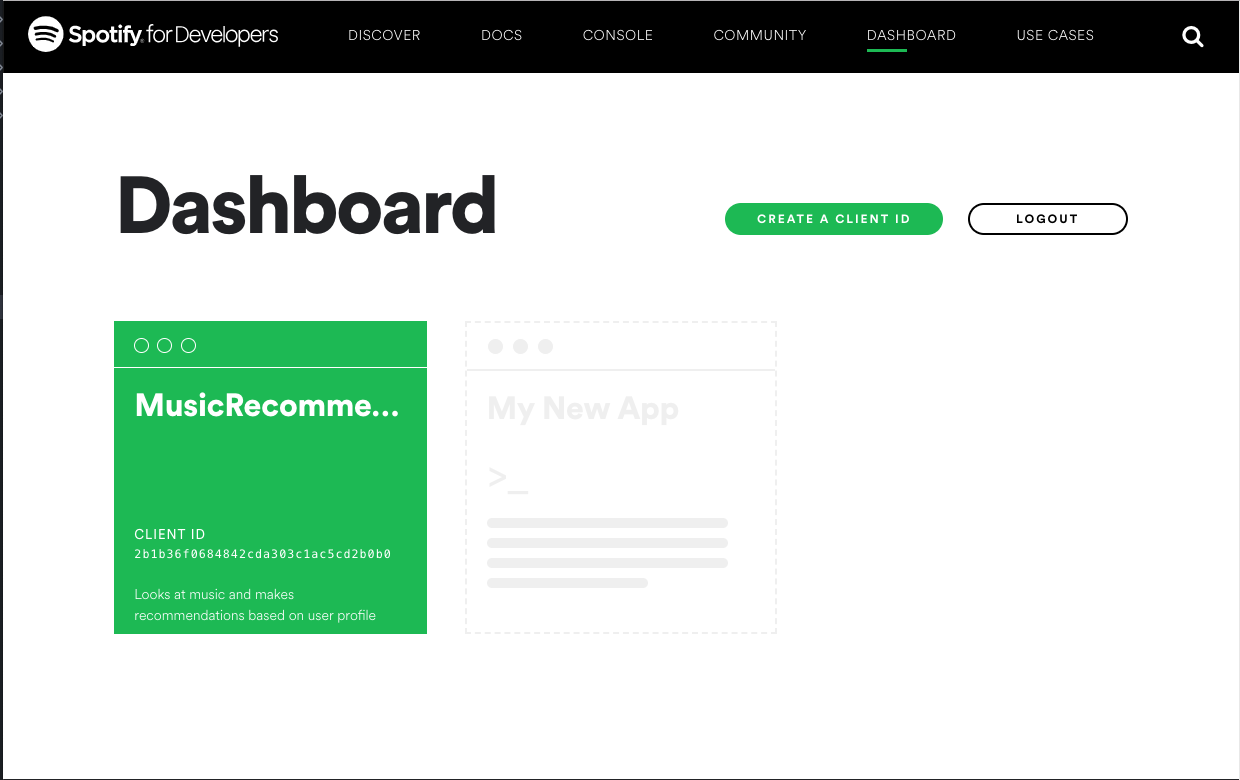 Spotify for Developers
DISCOVER
DOCS
CONSOLE
COMMUNITY
DASHBOARD
USE CASES
Dashboard
CREATE A CLIENT ID
LOGOUT
MusicRecomme...
CLIENT ID
2b1b36f0684842cda303c1ac5cd2b0b0
Looks at music and makes
recommendations based on user profile
My New App
>_